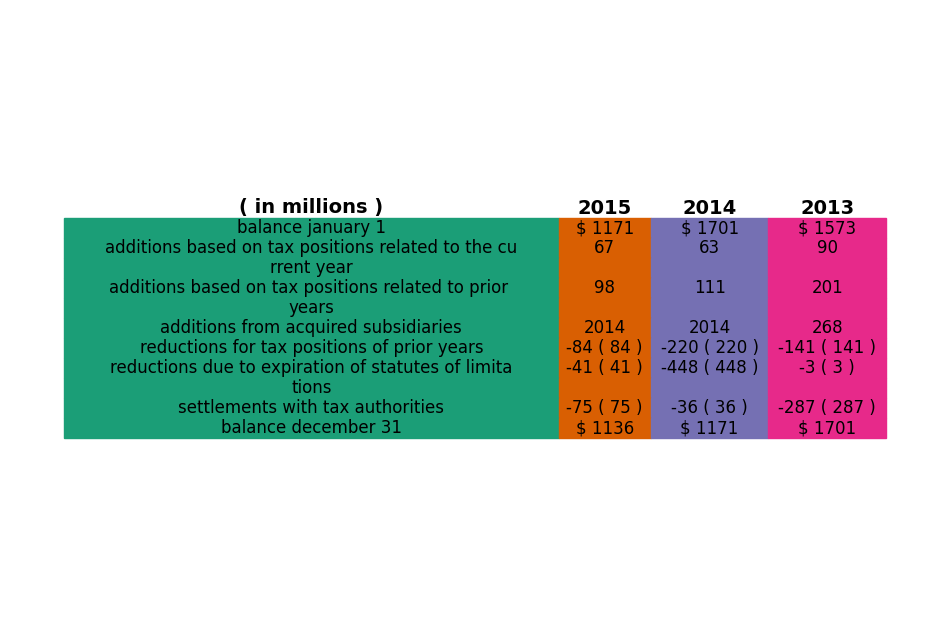 ( in millions ) 2015 2014 2013
balance january 1 $ 1171 $ 1701 $ 1573
additions based on tax positions related to the cu 67 63 90
rrent year
additions based on tax positions related to prior 98 111 201
years
additions from acquired subsidiaries 2014 2014 268
reductions for tax positions of prior years -84 ( 84 ) -220 ( 220 ) -141 ( 141 )
reductions due to expiration of statutes of limita -41 ( 41 ) -448 ( 448 ) -3 ( 3 )
tions
settlements with tax authorities -75 ( 75 ) -36 ( 36 ) -287 ( 287 )
balance december 31 $ 1136 $ 1171 $ 1701